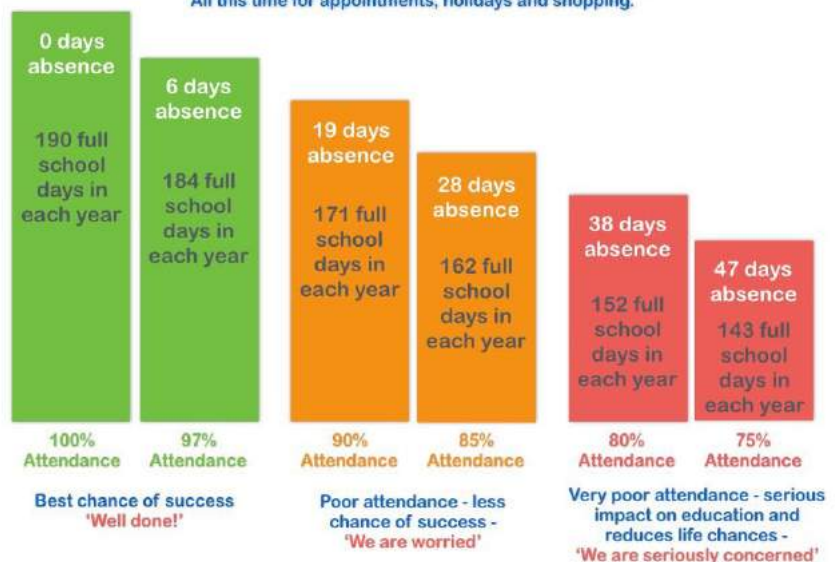 All this time for appointments, holidays and shopping.
0 days
absence
190 full
school
days in
each year
6 days
absence
184 full
school
days in
each year
19 days
absence
171 full
school
days in
each year
28 days
absence
162 full
school
days in
each year
38 days
absence
152 full
school
days in
each year
47 days
absence
143 full
school
days in
each year
100%
Attendance
97%
Attendance
90%
Attendance
85%
Attendance
80%
Attendance
75%
Attendance
Best chance of success
'Well done!'
Poor attendance - less
chance of success -
'We are worried'
Very poor attendance - serious
impact on education and
reduces life chances -
'We are seriously concerned'